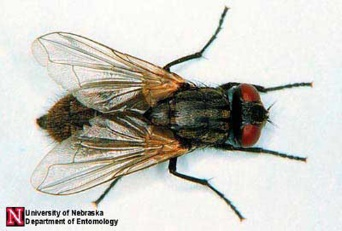 N University of Nebraska
Department of Entomology